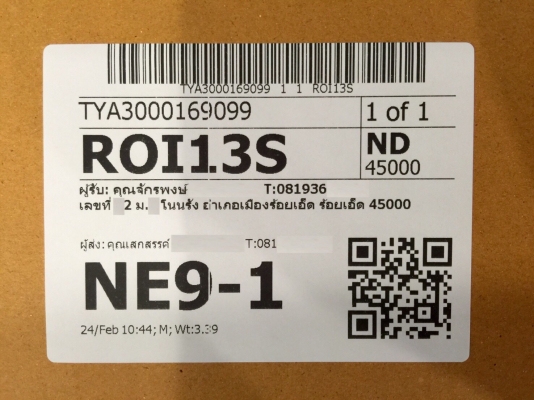 TYA3000169099 1 1 ROI13S
TYA3000169099 1 of 1
ROI13S ND
45000
ผู้รับ: คุณจักรพงษ์ T:081936
เลขที่ 2 ม. โนนรัง อำเภอเมืองร้อยเอ็ด ร้อยเอ็ด 45000
ผู้ส่ง: คุณเสกสรรค์ T:081
NE9-1
24/Feb 10:44; M; Wt:3.39